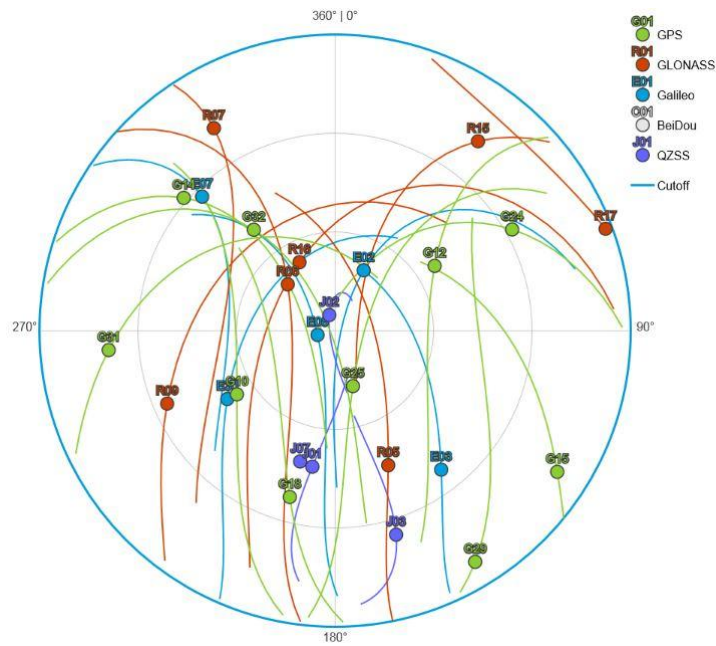 360° | 0°
G01
GPS
R01
GLONASS
E01
Galileo
C01
BeiDou
J01
QZSS
Cutoff
R07
R15
G14
E07
G32
G24
R17
R16
E02
G12
R06
J02
270°
90°
G31
G25
G10
R09
J07
J01
R05
E03
G15
G18
J03
G29
180°